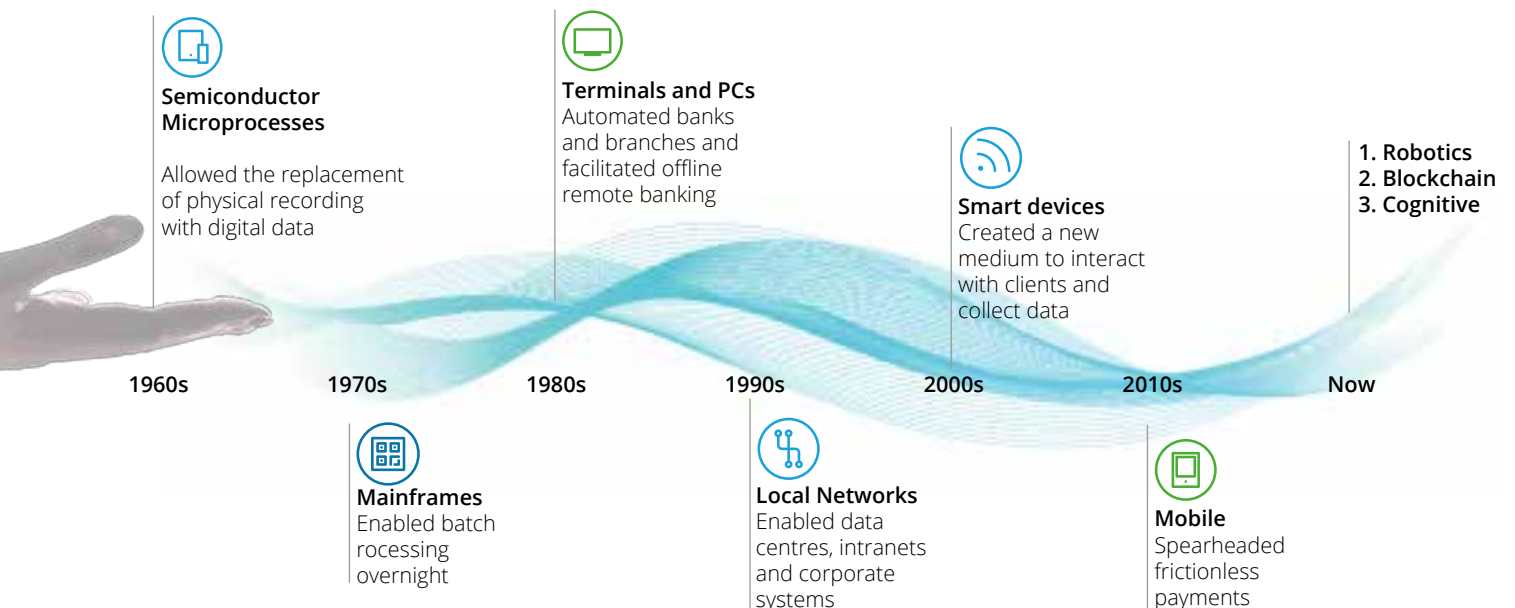 Semiconductor
Microprocesses
Allowed the replacement
of physical recording
with digital data
Terminals and PCs
Automated banks
and branches and
facilitated offline
remote banking
Smart devices
Created a new
medium to interact
with clients and
collect data
1. Robotics
2. Blockchain
3. Cognitive
1960s
1970s
1980s
1990s
2000s
2010s
Now
Mainframes
Enabled batch
rocessing
overnight
Local Networks
Enabled data
centres, intranets
and corporate
systems
Mobile
Spearheaded
frictionless
payments